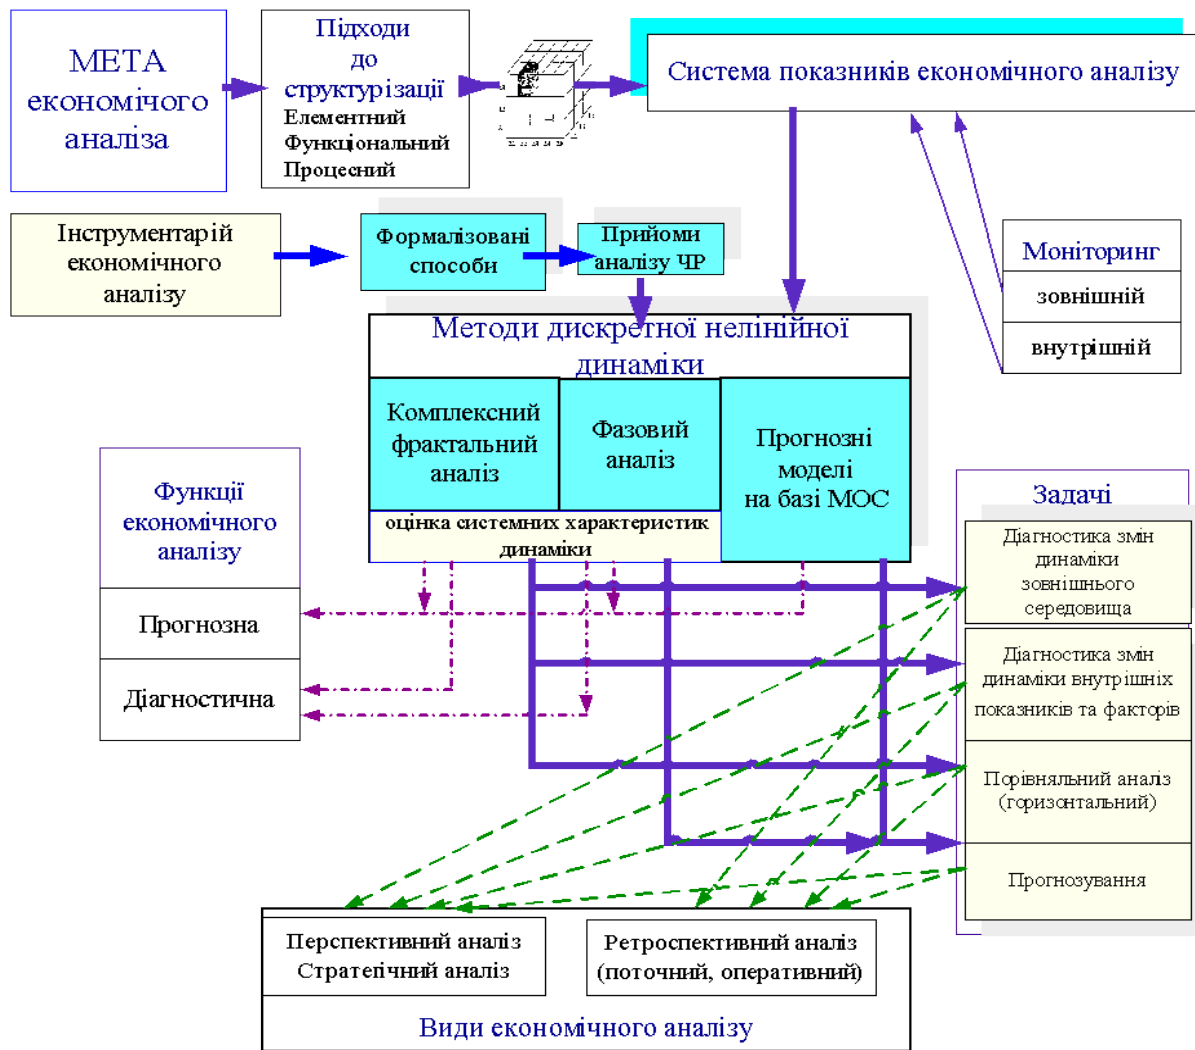 МЕТА
економічого
аналіза
Підходи
до
структурізації
Елементний
Функціональний
Процесний
Система показників економічного аналізу
Інструментарій
економічного
аналізу
Формалізовані
способи
Прийоми
аналізу ЧР
Моніторинг
зовнішній
внутрішній
Методи дискретної нелінійної
динаміки
Комплексний
фрактальний
аналіз
Фазовий
аналіз
Прогнозні
моделі
на базі МОС
оцінка системних характеристик
динаміки
Функції
економічного
аналізу
Прогнозна
Діагностична
Задачі
Діагностика змін
динаміки
зовнішнього
середовища
Діагностика змін
динаміки внутрішніх
показників та факторів
Порівняльний аналіз
(горизонтальний)
Прогнозування
Перспективний аналіз
Стратегічний аналіз
Ретроспективний аналіз
(поточний, оперативний)
Види економічного аналізу